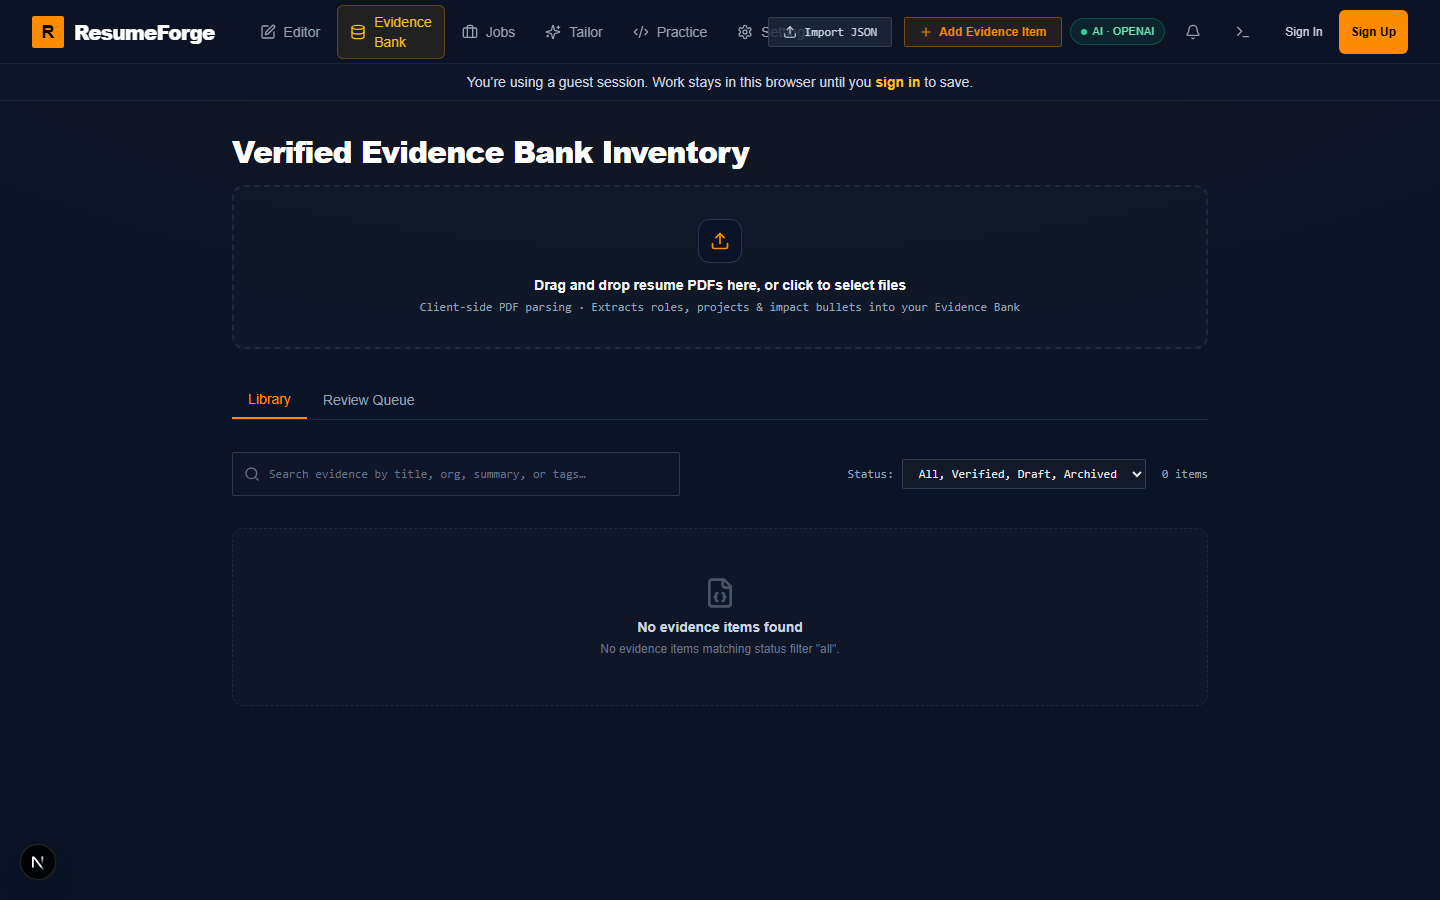 R ResumeForge
Editor
Evidence
Bank
Jobs
Tailor
Practice
Import JSON
Add Evidence Item
AI · OPENAI
Sign In
Sign Up
You're using a guest session. Work stays in this browser until you sign in to save.
Verified Evidence Bank Inventory
Drag and drop resume PDFs here, or click to select files
Client-side PDF parsing · Extracts roles, projects & impact bullets into your Evidence Bank
Library
Review Queue
Search evidence by title, org, summary, or tags…
Status:
All, Verified, Draft, Archived
0 items
No evidence items found
No evidence items matching status filter "all".
N